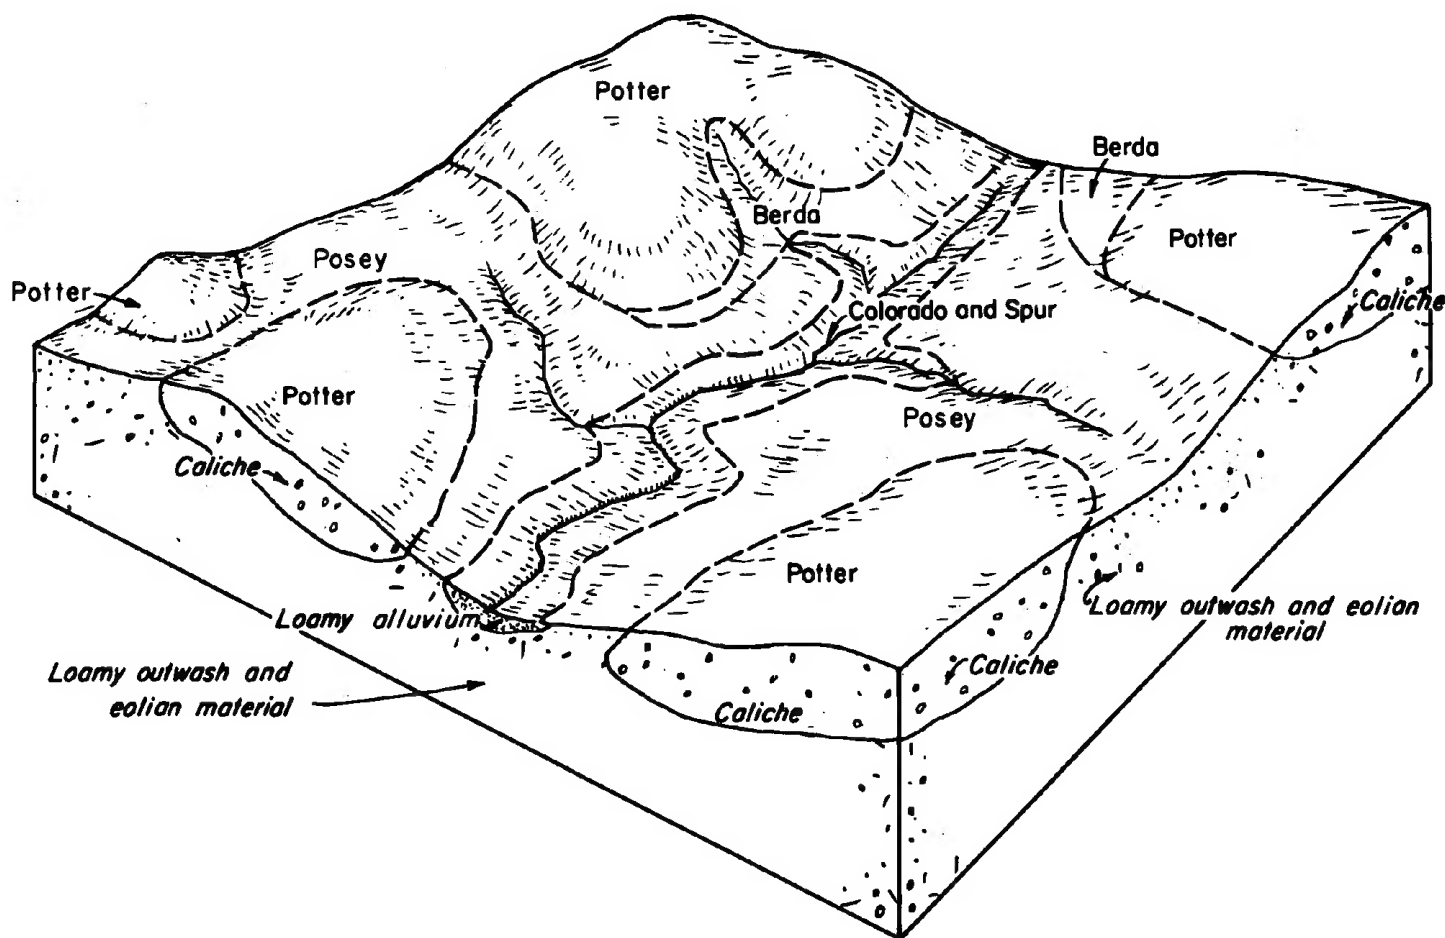 Potter
Berda
Berda
Potter
Posey
Potter
Caliche
Colorado and Spur
Potter
Posey
Caliche
Potter
Loamy outwash and eolian
material
Loamy alluvium
Caliche
Loamy outwash and
eolian material
Caliche